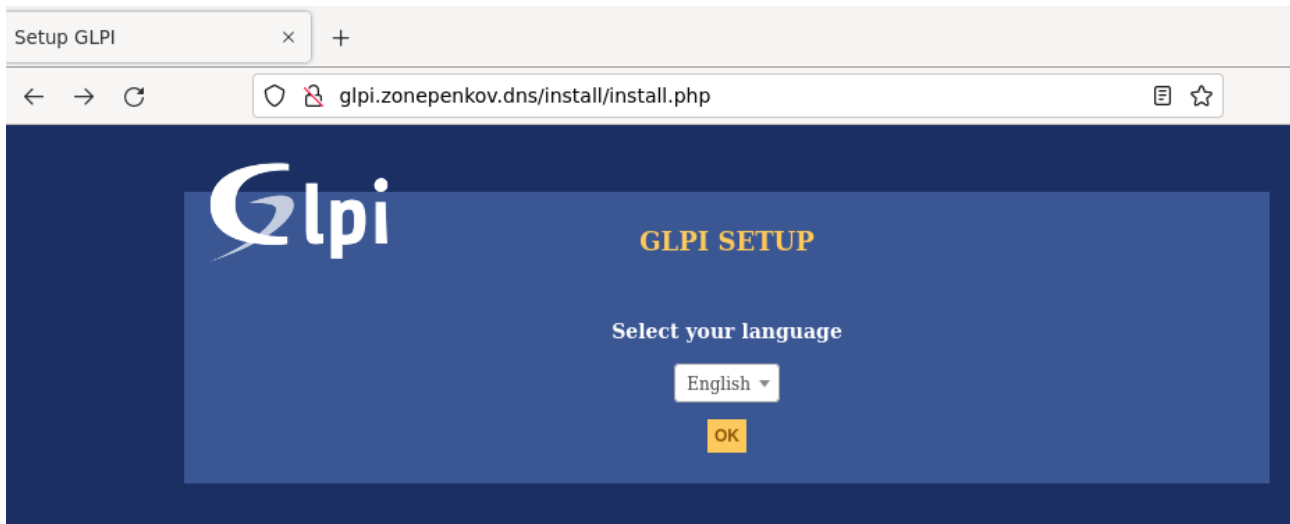 Setup GLPI
glpi.zonepenkov.dns/install/install.php
Glpi
GLPI SETUP
Select your language
English
OK